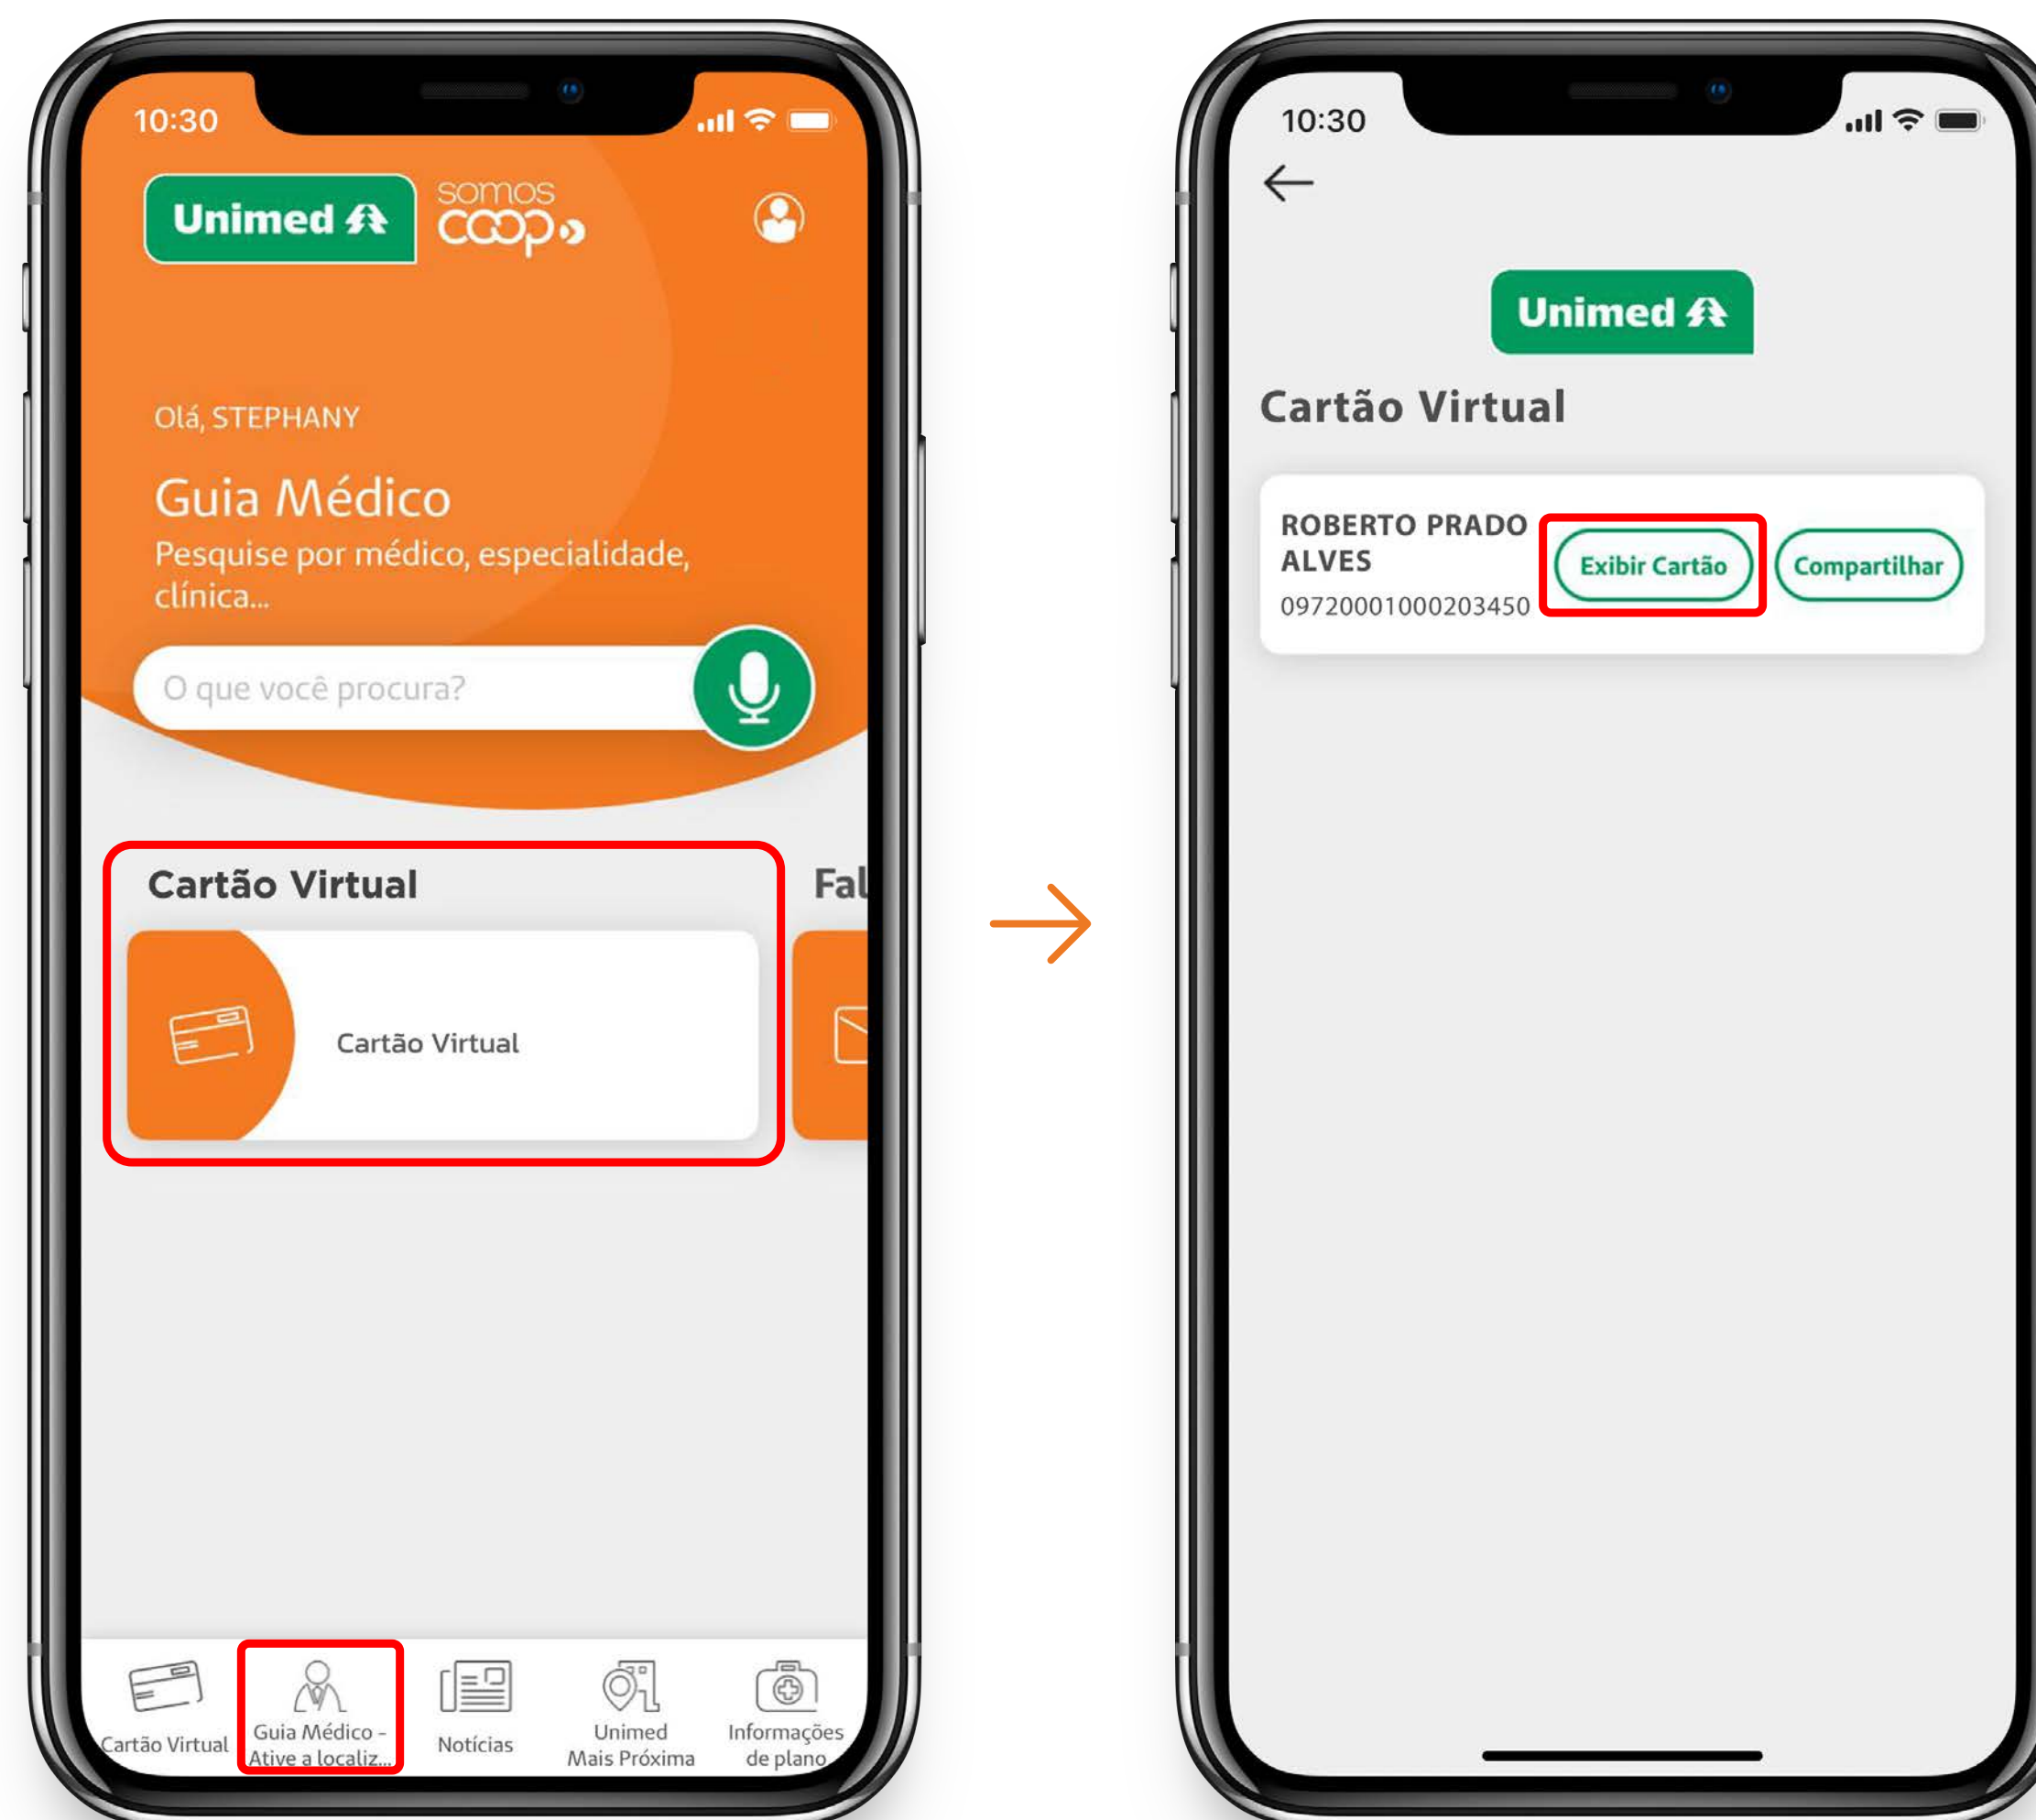 10:30
Unimed
somos
coop
Olá, STEPHANY
Guia Médico
Pesquise por médico, especialidade,
clínica...
O que você procura?
Cartão Virtual
Fal
Cartão Virtual
Cartão Virtual
Guia Médico -
Ative a localiz...
Notícias
Unimed
Mais Próxima
Informações
de plano
10:30
Unimed
Cartão Virtual
ROBERTO PRADO
ALVES
09720001000203450
Exibir Cartão
Compartilhar